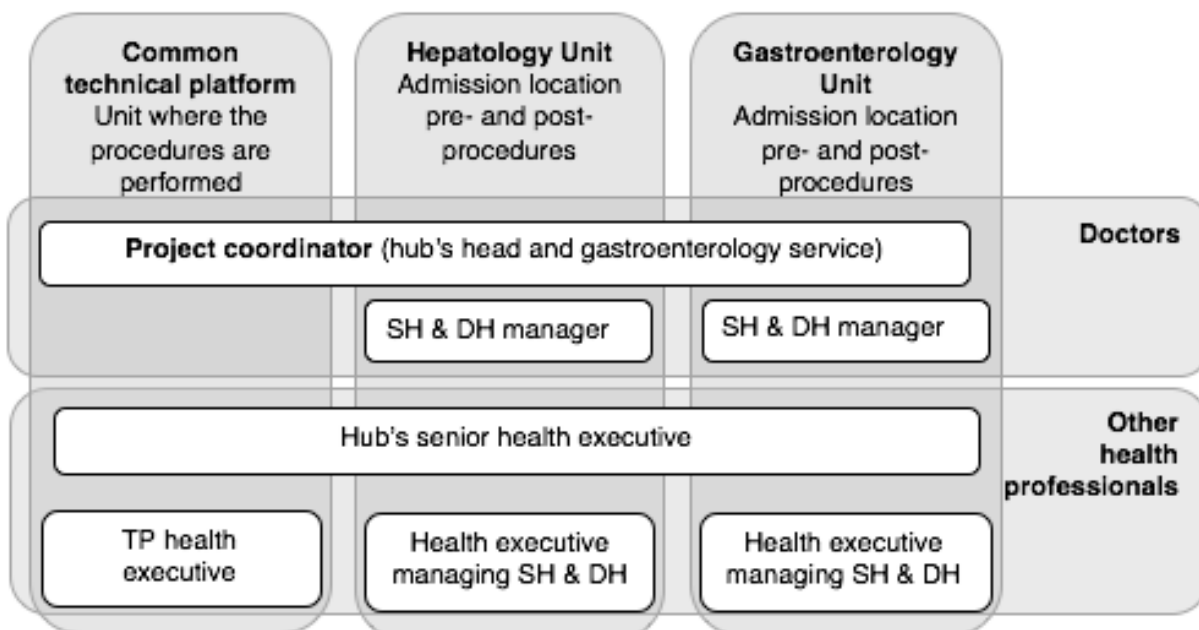 Common
technical platform
Unit where the
procedures are
performed
Hepatology Unit
Admission location
pre- and post-
procedures
Gastroenterology
Unit
Admission location
pre- and post-
procedures
Doctors
Project coordinator (hub's head and gastroenterology service)
SH & DH manager
SH & DH manager
Other
health
professionals
Hub's senior health executive
TP health
executive
Health executive
managing SH & DH
Health executive
managing SH & DH